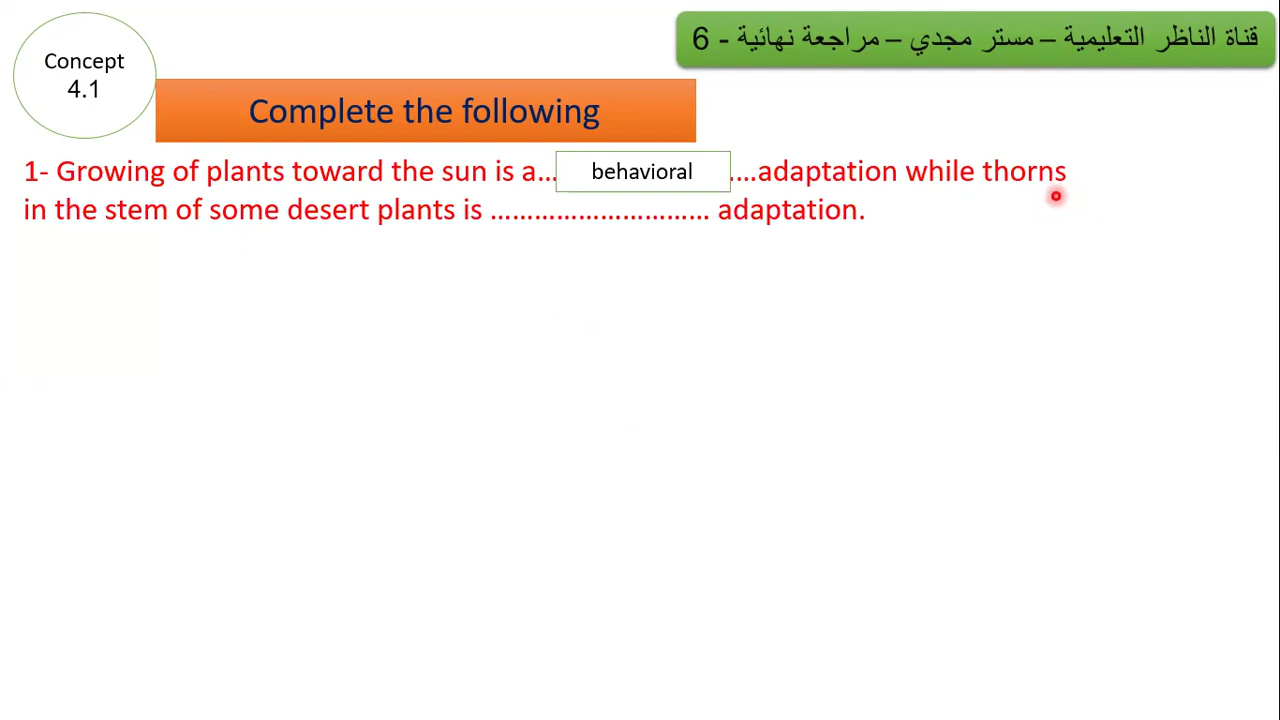 Concept
4.1
قناة الناظر التعليمية – مستر مجدي – مراجعة نهائية - 6
Complete the following
1- Growing of plants toward the sun is a… behavioral .…adaptation while thorns
in the stem of some desert plants is ………………………… adaptation.